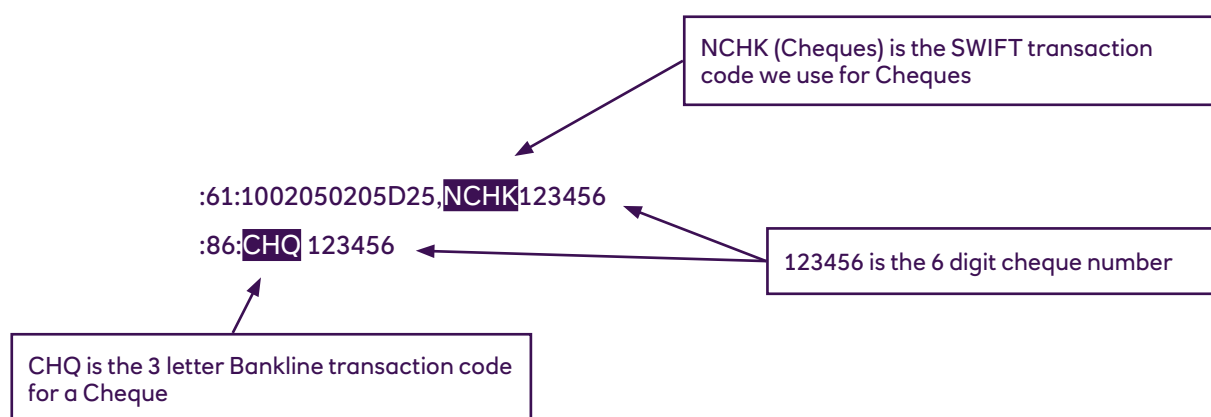 NCHK (Cheques) is the SWIFT transaction
code we use for Cheques
:61:1002050205D25,NCHK123456
:86:CHQ 123456
123456 is the 6 digit cheque number
CHQ is the 3 letter Bankline transaction code
for a Cheque